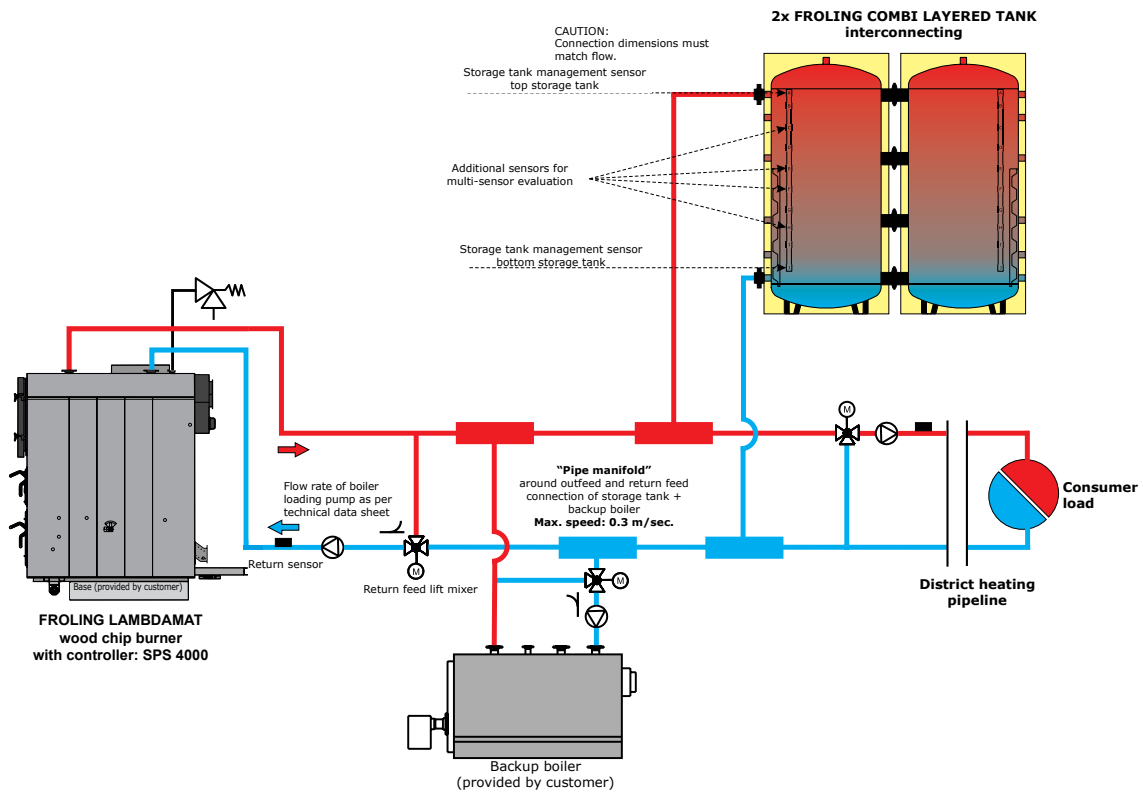 2x FROLING COMBI LAYERED TANK
interconnecting
CAUTION:
Connection dimensions must
match flow.
Storage tank management sensor
top storage tank
Additional sensors for
multi-sensor evaluation
Storage tank management sensor
bottom storage tank
M
"Pipe manifold"
around outfeed and return feed
connection of storage tank +
backup boiler
Max. speed: 0.3 m/sec.
Flow rate of boiler
loading pump as per
technical data sheet
Consumer
load
Return sensor
M
Return feed lift mixer
M
District heating
pipeline
Base (provided by customer)
FROLING LAMBDAMAT
wood chip burner
with controller: SPS 4000
Backup boiler
(provided by customer)